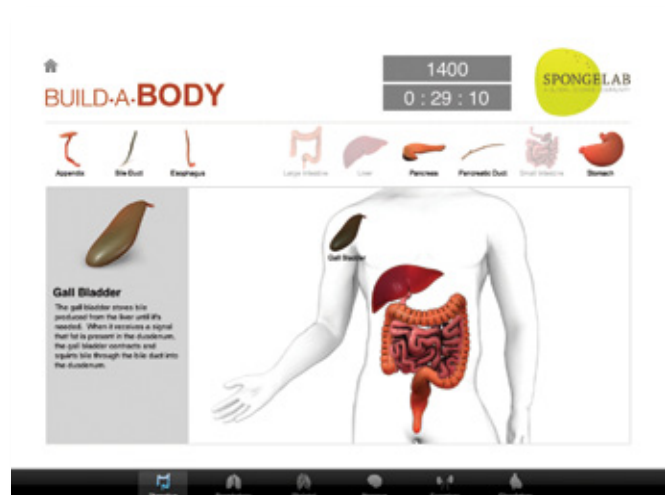 1400
BUILD-A-BODY
0 : 29 : 10
SPONGELAB
Appendix
Bile Duct
Esophagus
Large Intestine
Liver
Pancreas
Pancreatic Duct
Small Intestine
Stomach
Gall Bladder
Gall Bladder
The gall bladder stores bile
produced from the liver until it's
needed. When it receives a signal
that fat is present in the duodenum,
the gall bladder contracts and
squirts bile through the bile duct into
the duodenum.